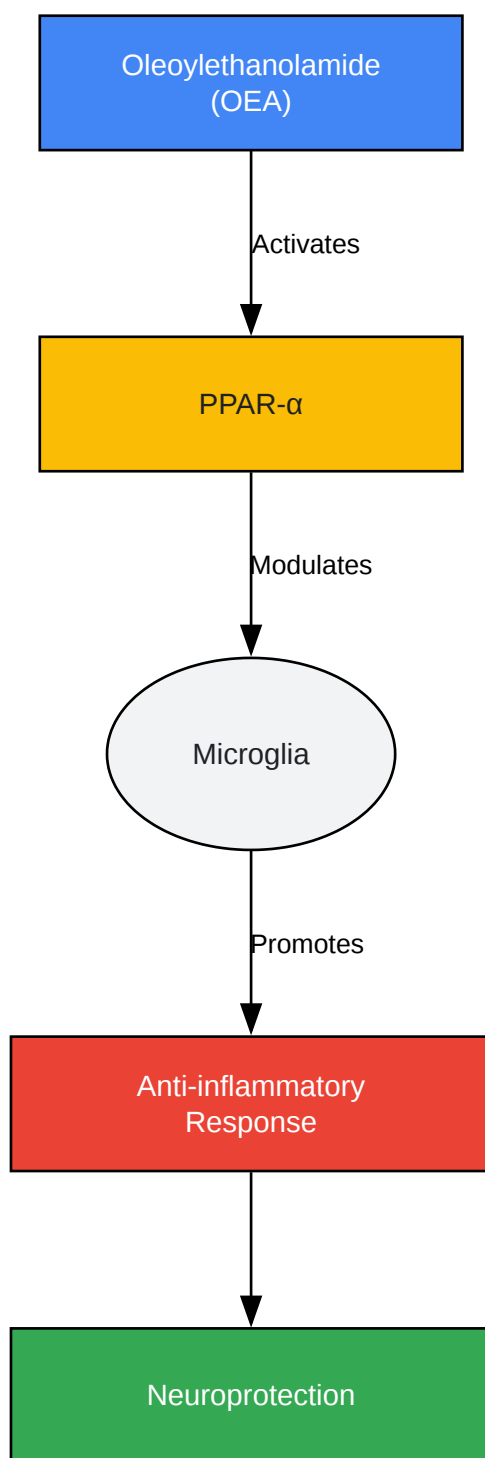 Oleoylethanolamide
(OEA)
Activates
PPAR-α
Modulates
Microglia
Promotes
Anti-inflammatory
Response
Neuroprotection